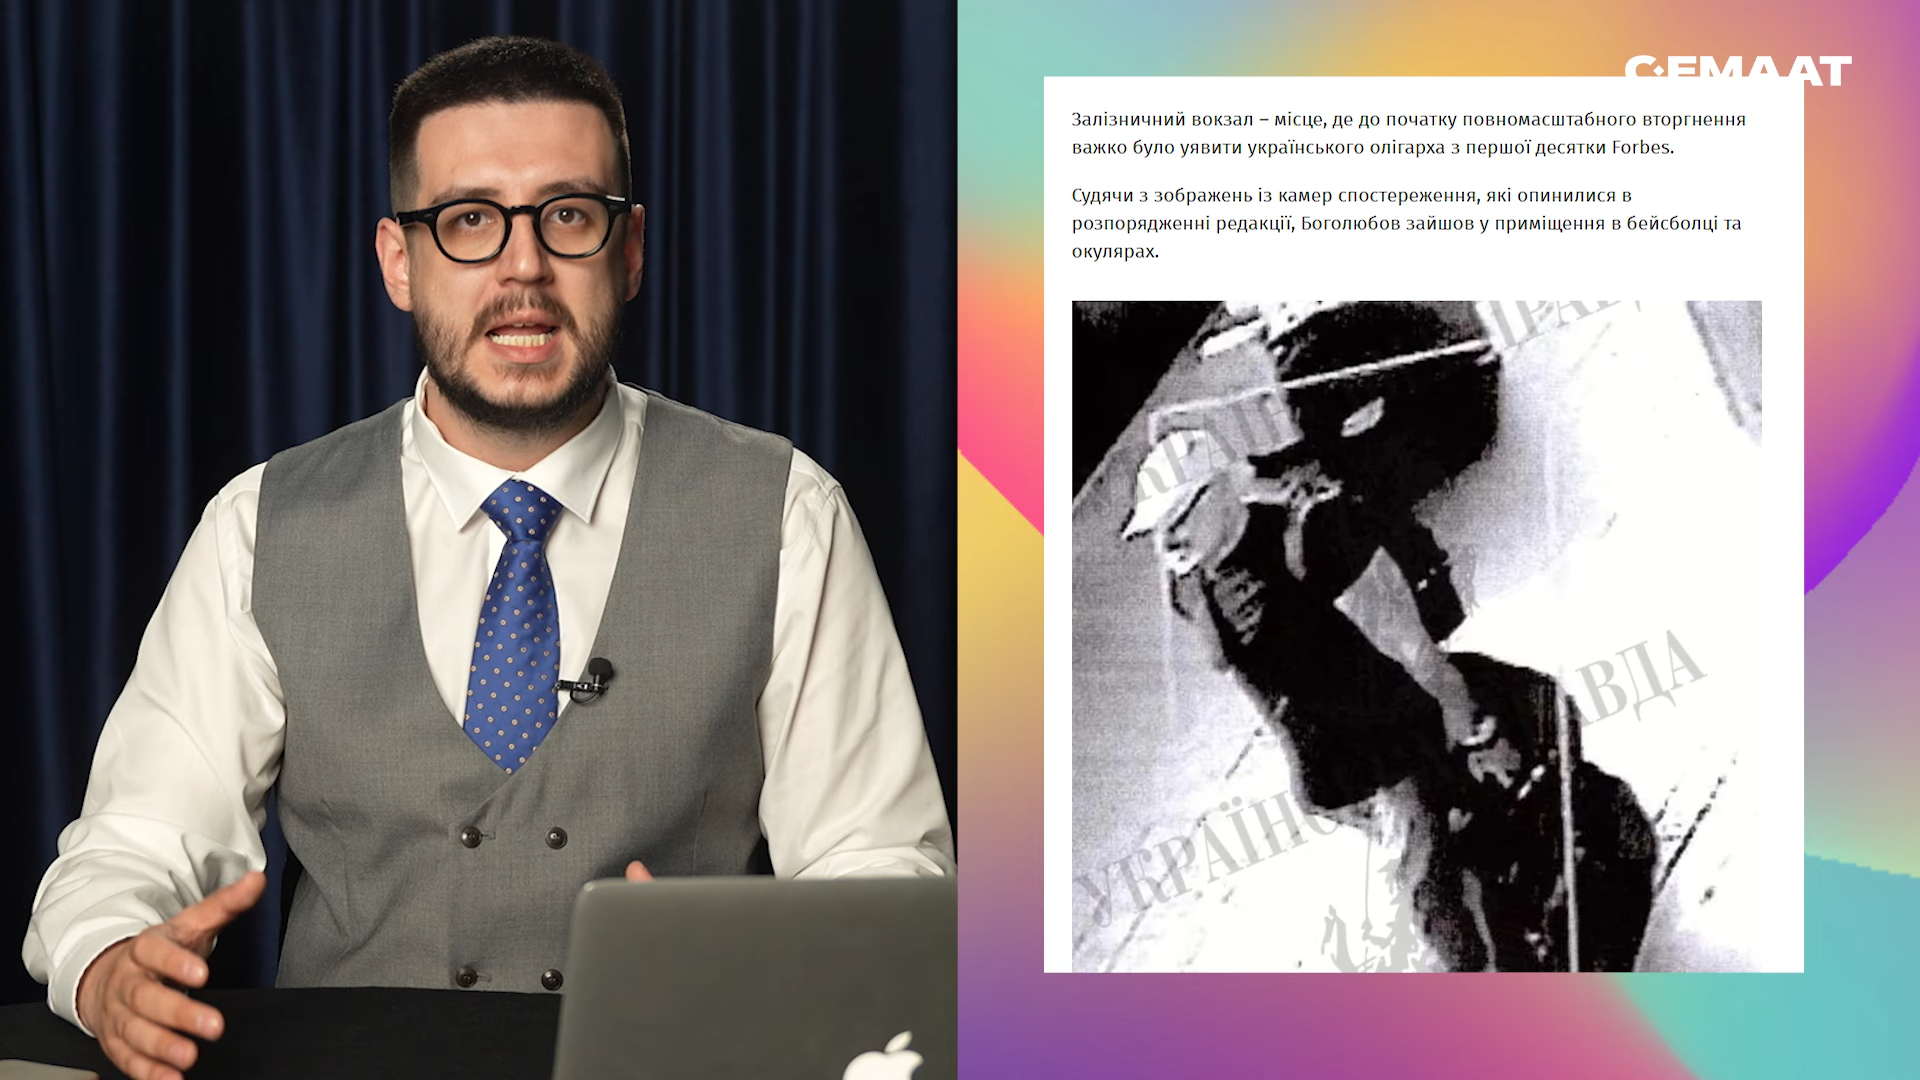 Залізничний вокзал – місце, де до початку повномасштабного вторгнення
важко було уявити українського олігарха з першої десятки Forbes.
Судячи з зображень із камер спостереження, які опинилися в
розпорядженні редакції, Боголюбов зайшов у приміщення в бейсболці та
окулярах.